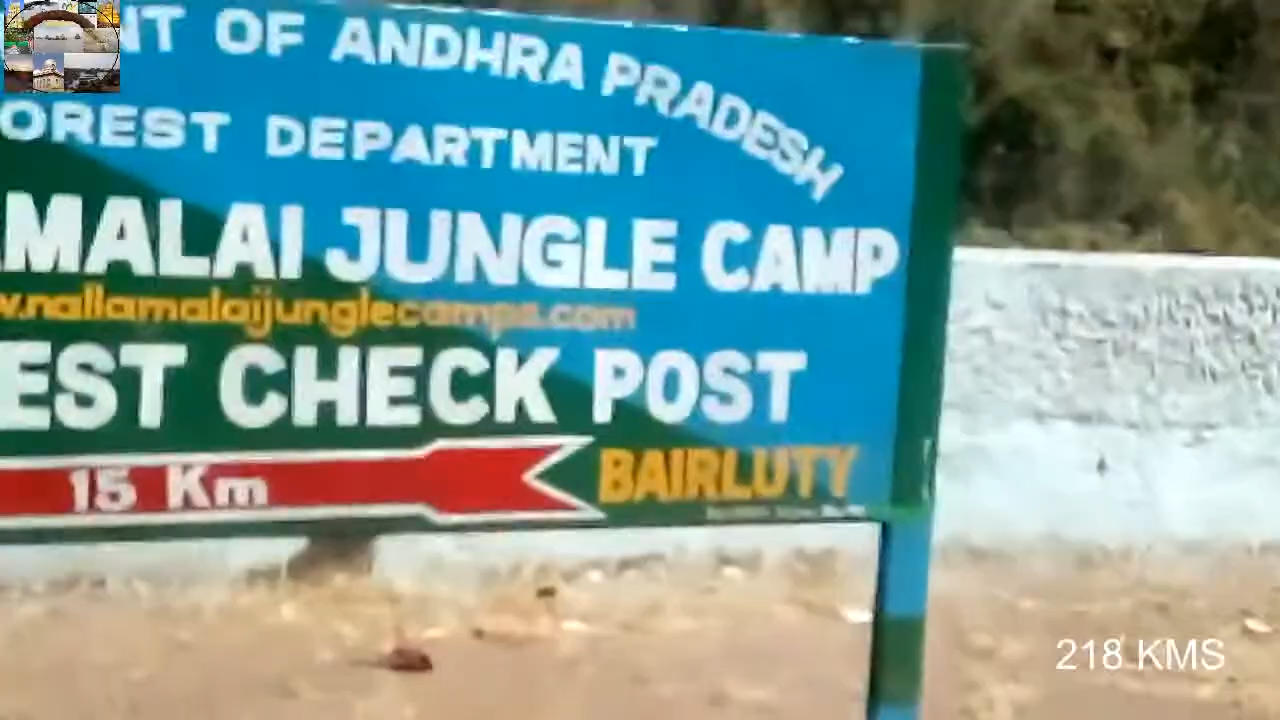 NT OF ANDHRA PRADESH
OREST DEPARTMENT
MALAI JUNGLE CAMP
w.nallamalaijunglecamps.com
EST CHECK POST
15 Km
BAIRLUTY
218 KMS